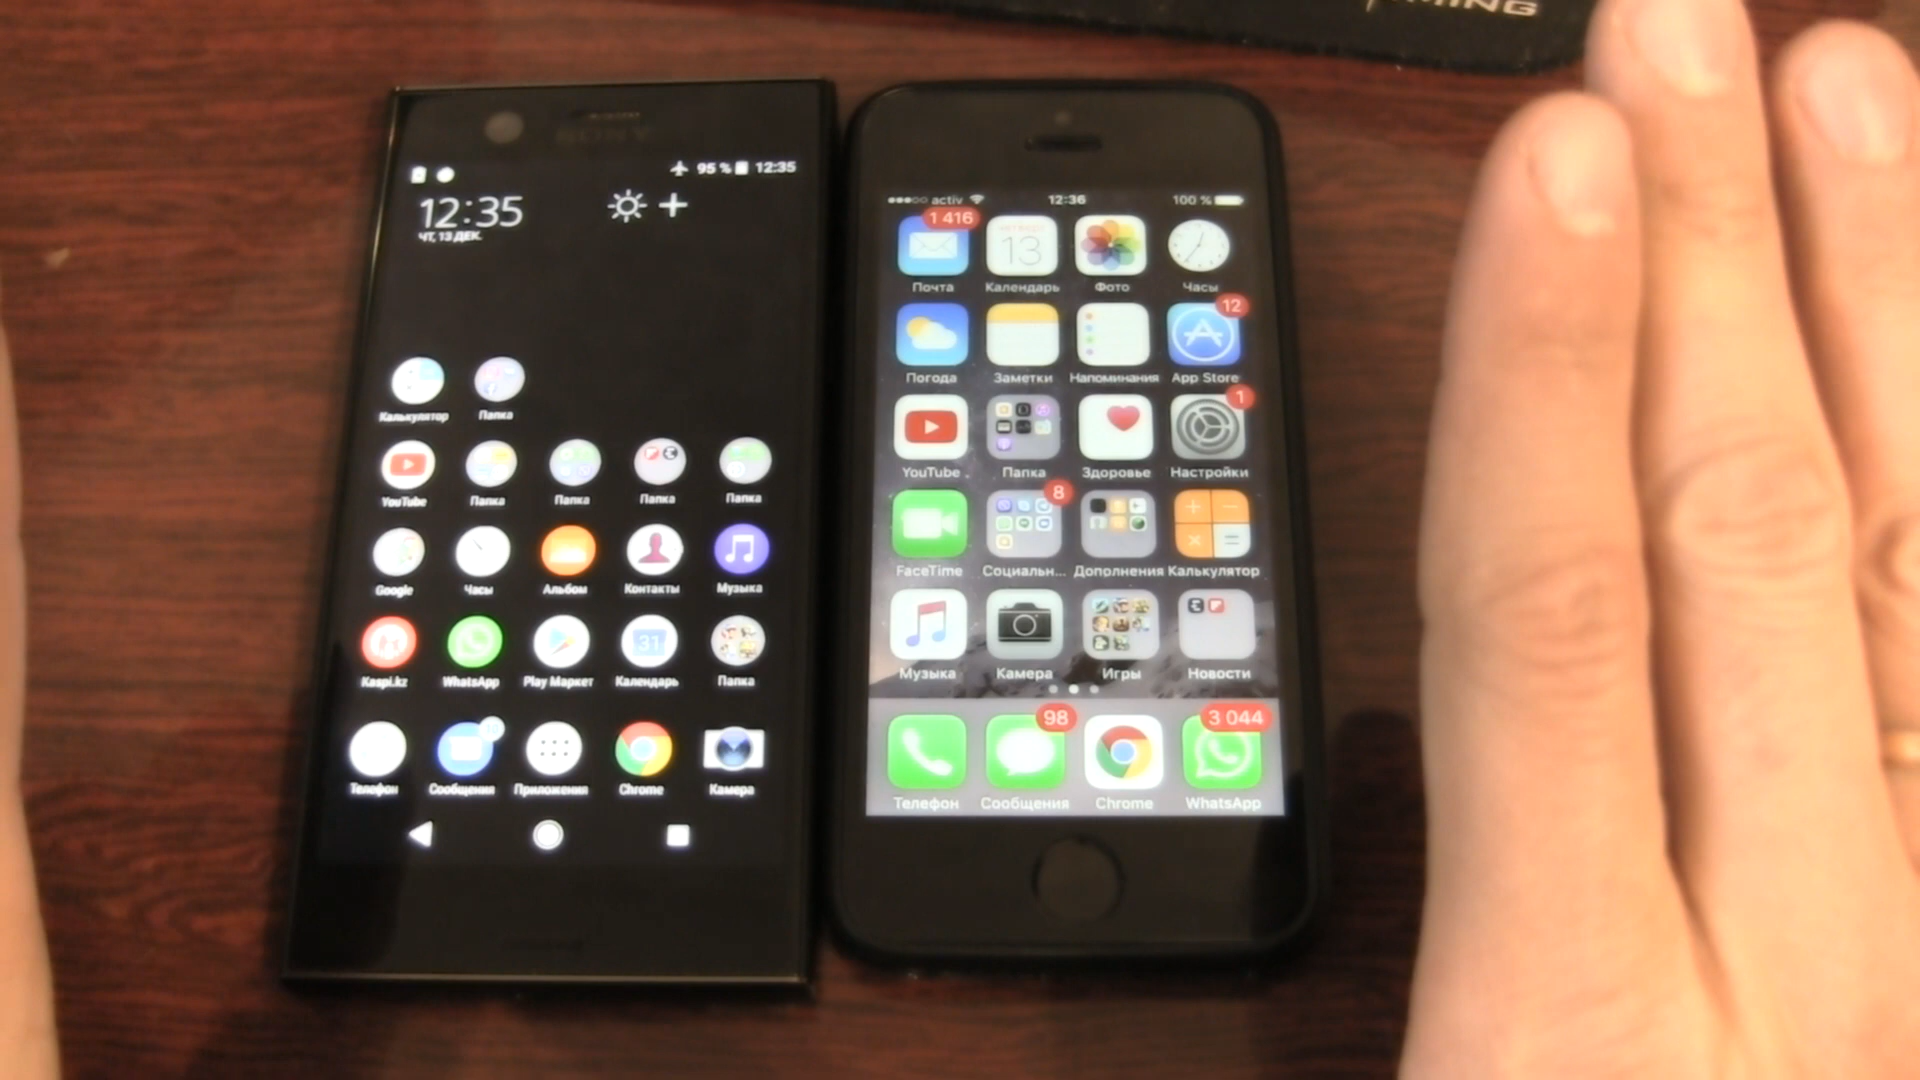 MING
SONY
95 % 12:35
12:35
ЧТ, 13 ДЕК.
Калькулятор Папка
YouTube Папка Папка Папка Папка
Google Часы Альбом Контакты Музыка
31
Kaspi.kz WhatsApp Play Маркет Календарь Папка
Телефон Сообщения Приложения Chrome Камера
activ 12:36 100 %
1 416
13
Почта Календарь Фото Часы
12
Погода Заметки Напоминания App Store
1
YouTube Папка Здоровье Настройки
8
FaceTime Социальн... Дополнения Калькулятор
Музыка Камера Игры Новости
98 3 044
Телефон Сообщения Chrome WhatsApp